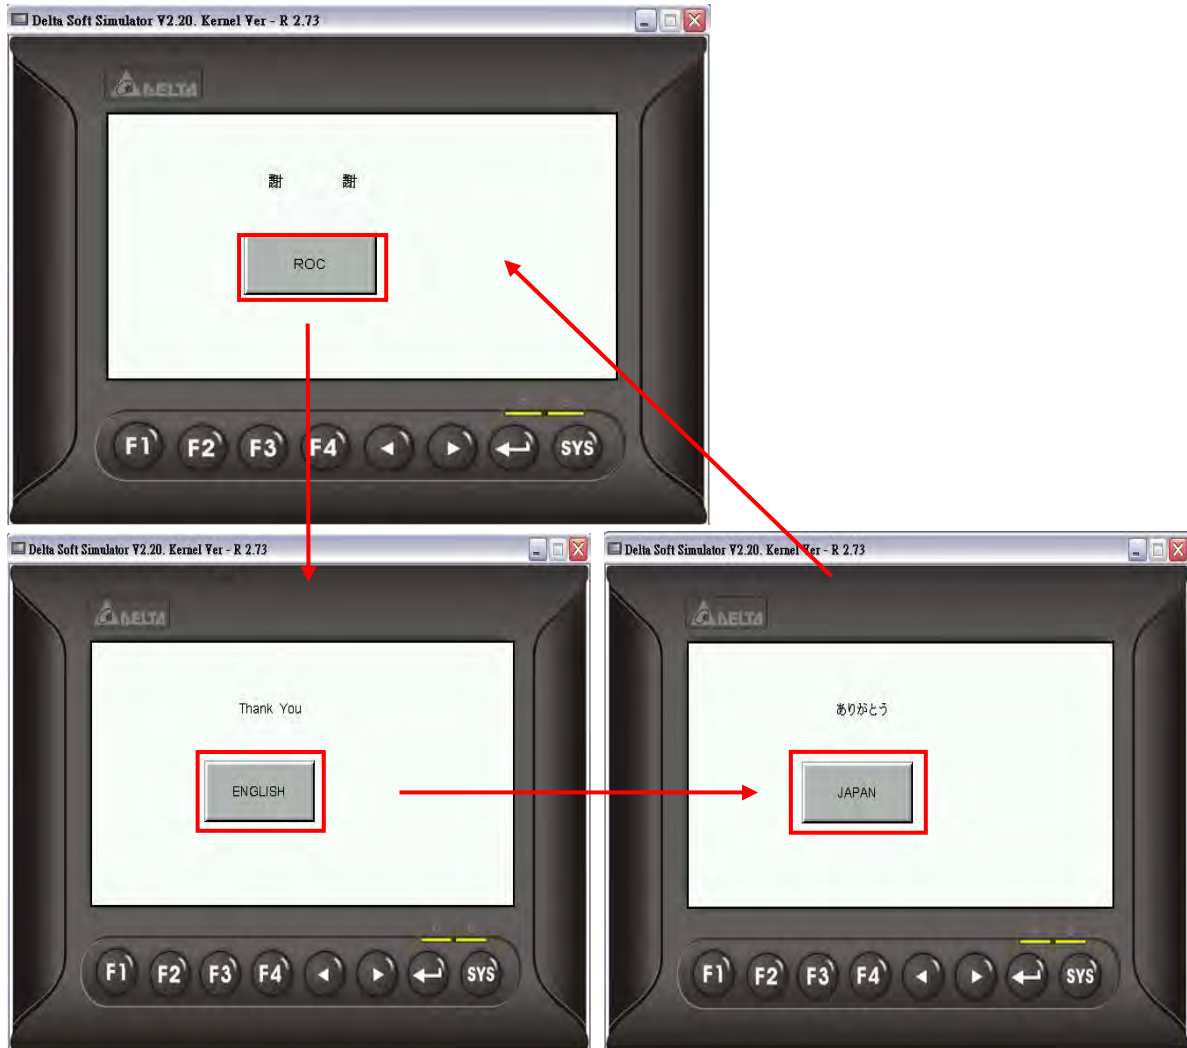 Delta Soft Simulator V2.20. Kernel Ver - R 2.73
DELTA
謝 謝
ROC
F1 F2 F3 F4 SYS
Delta Soft Simulator V2.20. Kernel Ver - R 2.73
DELTA
Thank You
ENGLISH
F1 F2 F3 F4 SYS
Delta Soft Simulator V2.20. Kernel Ver - R 2.73
DELTA
ありがとう
JAPAN
F1 F2 F3 F4 SYS